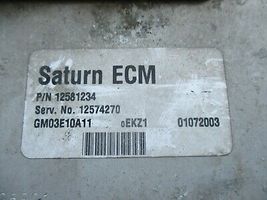 Saturn ECM
P/N 12581234
Serv. No. 12574270
GM03E10A11 0EKZ1 01072003